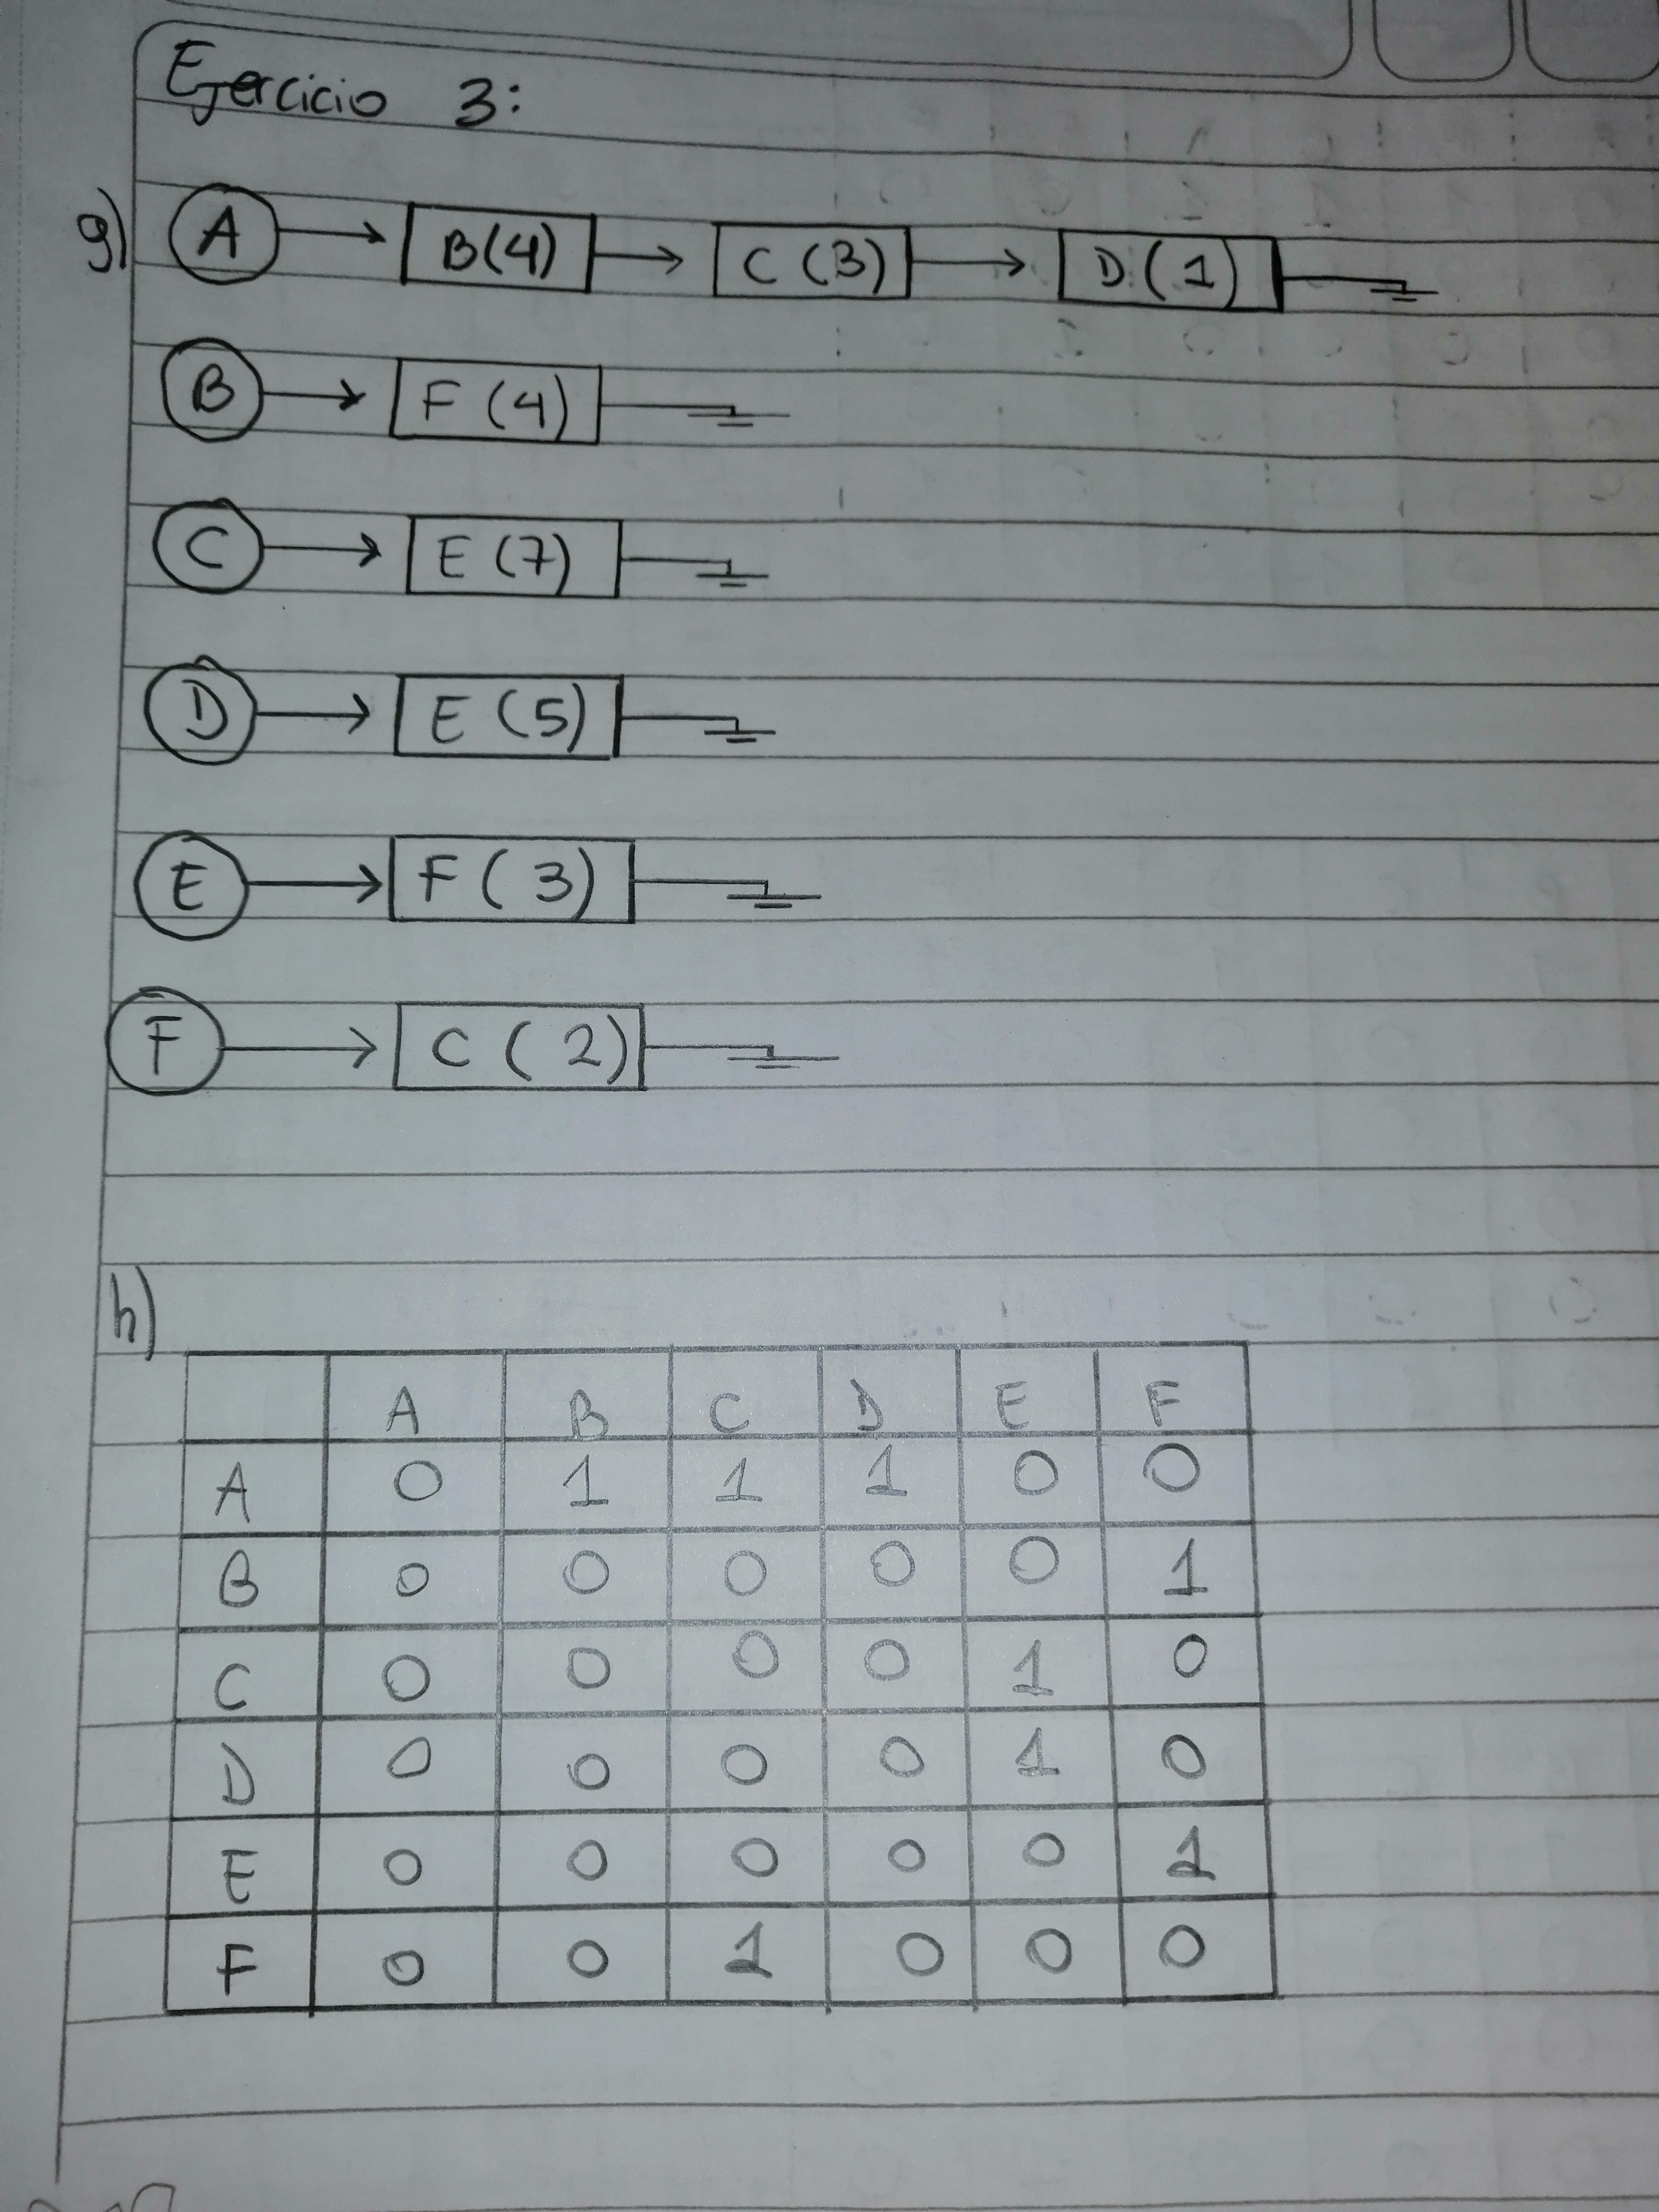 Ejercicio 3:
g) A B(4) C (3) D (1)
B F (4)
C E (7)
D E (5)
E F (3)
F C (2)
h)
A B C D E F
A 0 1 1 1 0 0
B 0 0 0 0 0 1
C 0 0 0 0 1 0
D 0 0 0 0 1 0
E 0 0 0 0 0 1
F 0 0 1 0 0 0